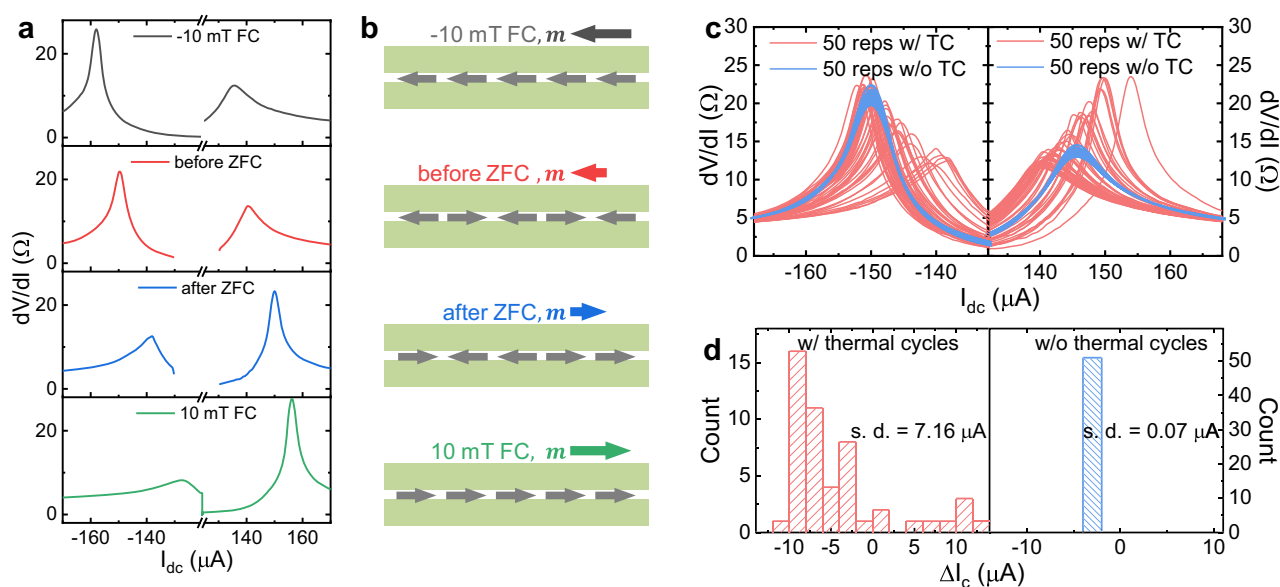 a
-10 mT FC
20
0
before ZFC
20
0
after ZFC
20
0
10 mT FC
20
0
dV/dI (Ω)
-160 -140 140 160
I_dc (μA)
b
-10 mT FC, m
before ZFC , m
after ZFC, m
10 mT FC, m
c
50 reps w/ TC
50 reps w/o TC
50 reps w/ TC
50 reps w/o TC
30
25
20
15
10
5
0
dV/dI (Ω)
30
25
20
15
10
5
0
dV/dI (Ω)
-160 -150 -140 140 150 160
I_dc (μA)
d
w/ thermal cycles
s. d. = 7.16 μA
w/o thermal cycles
s. d. = 0.07 μA
15
10
5
0
Count
50
40
30
20
10
0
Count
-10 -5 0 5 10 -10 0 10
ΔI_c (μA)